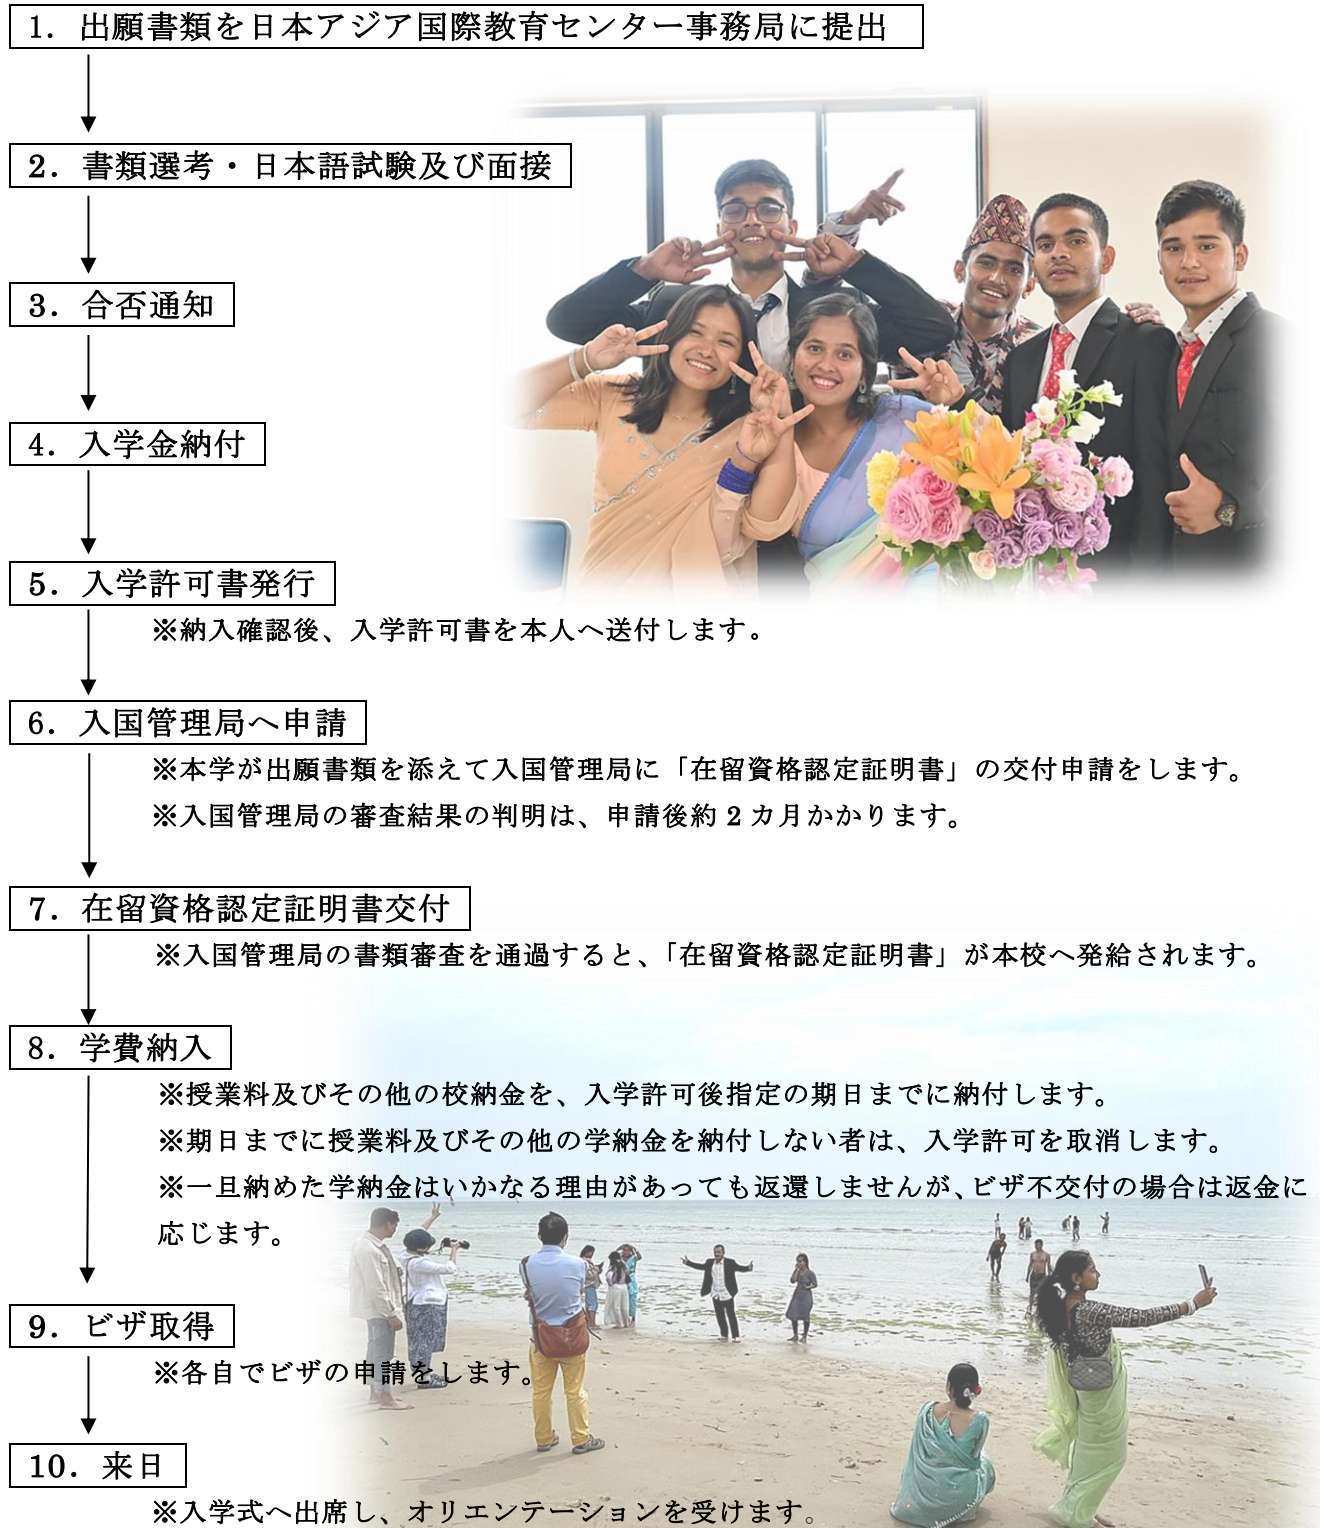 1．出願書類を日本アジア国際教育センター事務局に提出
2．書類選考・日本語試験及び面接
3．合否通知
4．入学金納付
5．入学許可書発行
※納入確認後、入学許可書を本人へ送付します。
6．入国管理局へ申請
※本学が出願書類を添えて入国管理局に「在留資格認定証明書」の交付申請をします。
※入国管理局の審査結果の判明は、申請後約 2 カ月かかります。
7．在留資格認定証明書交付
※入国管理局の書類審査を通過すると、「在留資格認定証明書」が本校へ発給されます。
8．学費納入
※授業料及びその他の校納金を、入学許可後指定の期日までに納付します。
※期日までに授業料及びその他の学納金を納付しない者は、入学許可を取消します。
※一旦納めた学納金はいかなる理由があっても返還しませんが、ビザ不交付の場合は返金に
応じます。
9．ビザ取得
※各自でビザの申請をします。
10．来日
※入学式へ出席し、オリエンテーションを受けます。